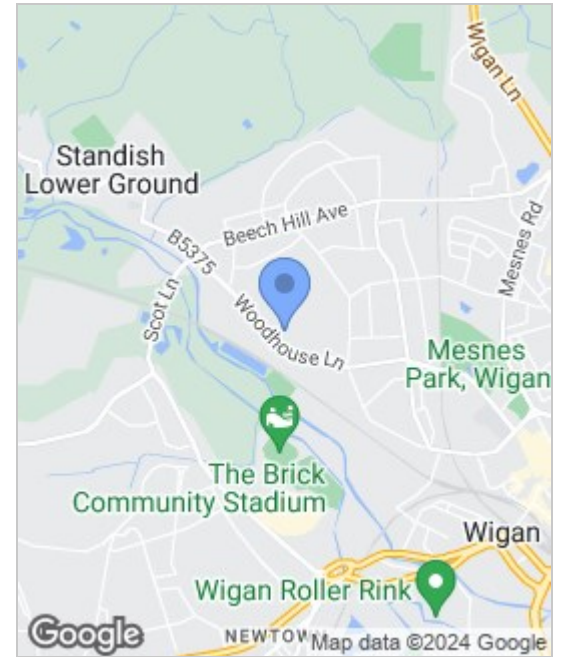 Wigan Ln
Standish
Lower Ground
Beech Hill Ave
B5375
Mesnes Rd
Scot Ln
Woodhouse Ln
Mesnes
Park, Wigan
The Brick
Community Stadium
Wigan
Wigan Roller Rink
Google
NEWTOWN
Map data ©2024 Google